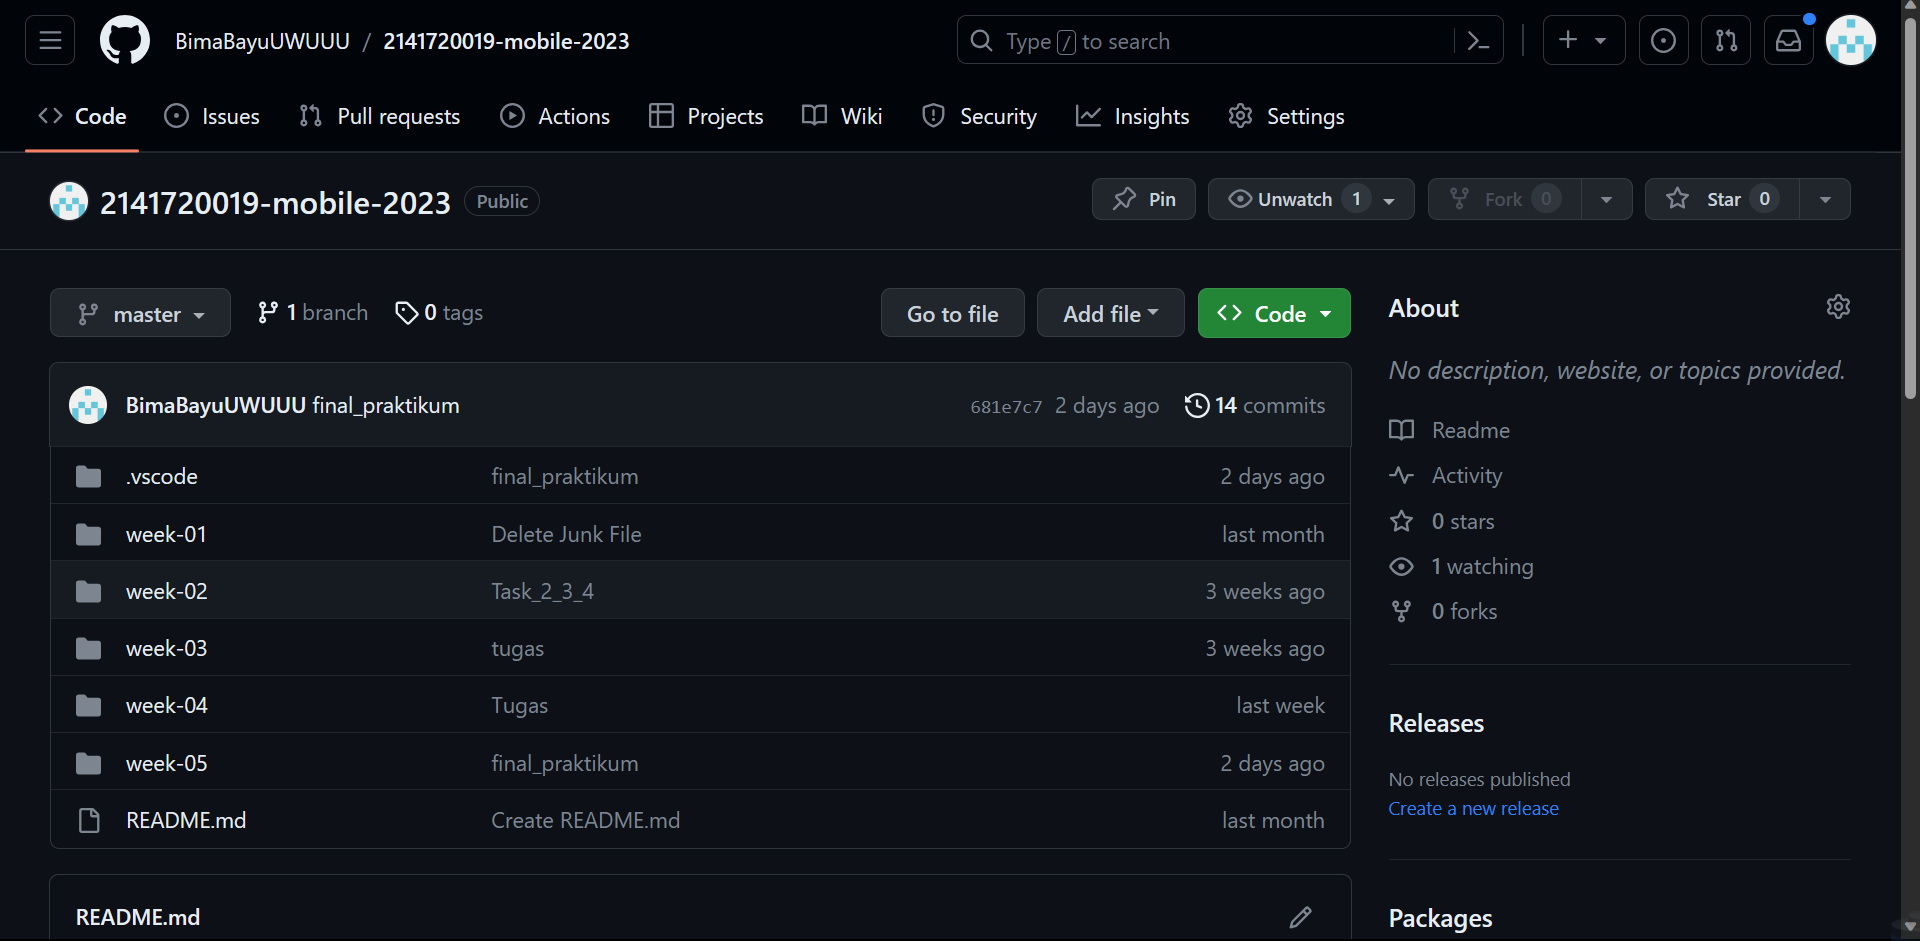 BimaBayuUWUUU / 2141720019-mobile-2023
Type / to search
Code Issues Pull requests Actions Projects Wiki Security Insights Settings
2141720019-mobile-2023 Public
Pin Unwatch 1 Fork 0 Star 0
master 1 branch 0 tags
Go to file Add file Code
BimaBayuUWUUU final_praktikum 681e7c7 2 days ago 14 commits
.vscode final_praktikum 2 days ago
week-01 Delete Junk File last month
week-02 Task_2_3_4 3 weeks ago
week-03 tugas 3 weeks ago
week-04 Tugas last week
week-05 final_praktikum 2 days ago
README.md Create README.md last month
README.md
About
No description, website, or topics provided.
Readme
Activity
0 stars
1 watching
0 forks
Releases
No releases published
Create a new release
Packages